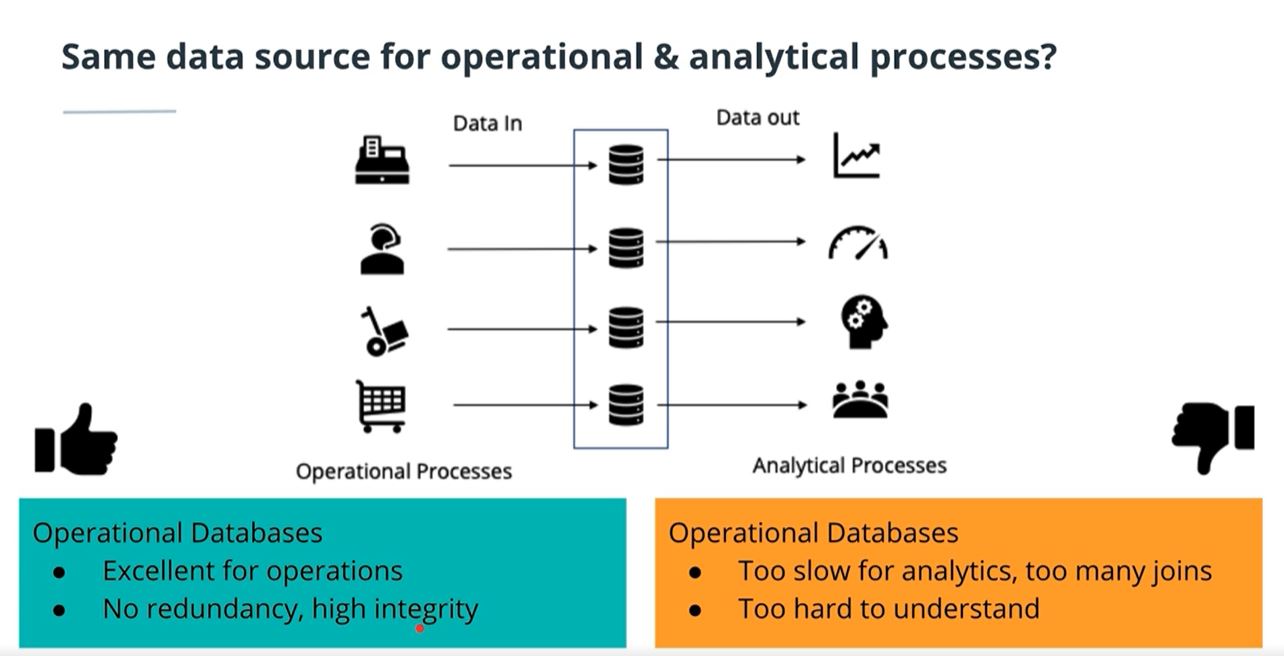 Same data source for operational & analytical processes?
Data In
Data out
Operational Processes
Analytical Processes
Operational Databases
● Excellent for operations
● No redundancy, high integrity
Operational Databases
● Too slow for analytics, too many joins
● Too hard to understand